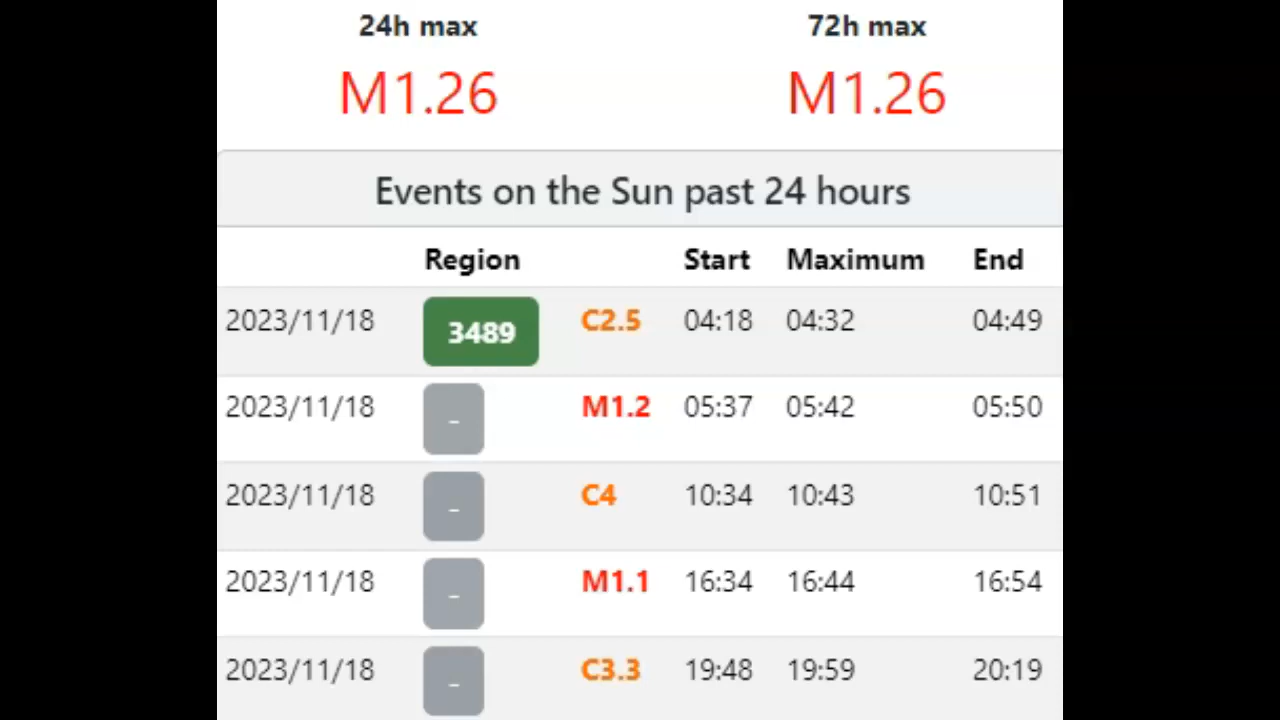 24h max 72h max
M1.26 M1.26
Events on the Sun past 24 hours
Region Start Maximum End
2023/11/18 3489 C2.5 04:18 04:32 04:49
2023/11/18 - M1.2 05:37 05:42 05:50
2023/11/18 - C4 10:34 10:43 10:51
2023/11/18 - M1.1 16:34 16:44 16:54
2023/11/18 - C3.3 19:48 19:59 20:19